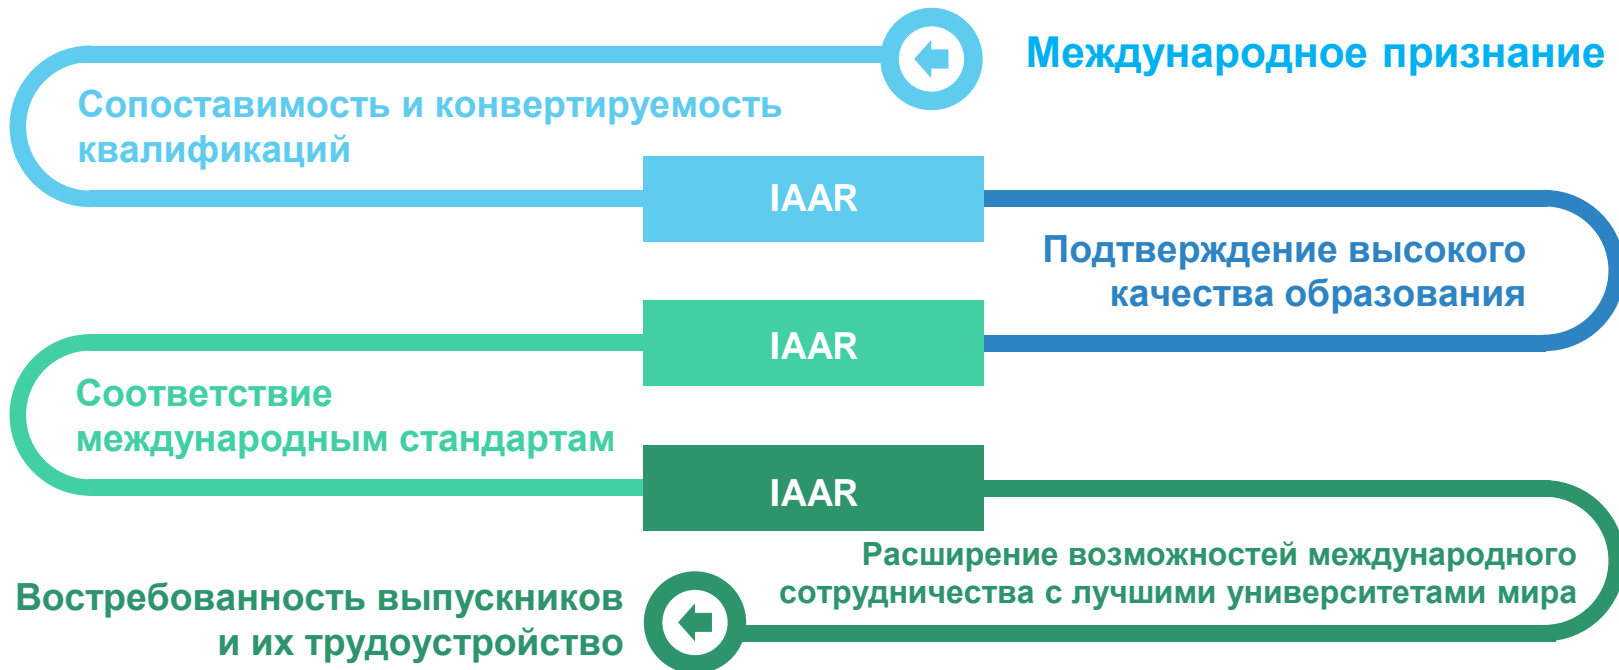 Международное признание
Сопоставимость и конвертируемость
квалификаций
IAAR
Подтверждение высокого
качества образования
IAAR
Соответствие
международным стандартам
IAAR
Расширение возможностей международного
сотрудничества с лучшими университетами мира
Востребованность выпускников
и их трудоустройство